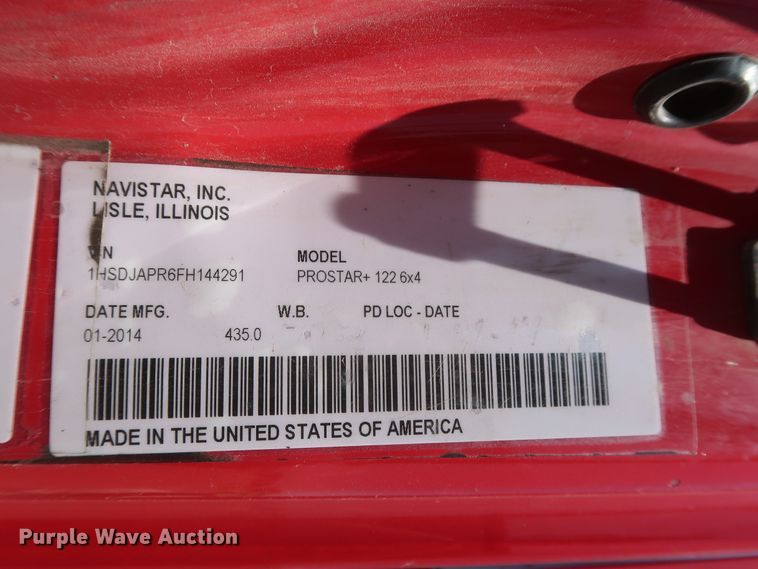 NAVISTAR, INC.
LISLE, ILLINOIS
VIN MODEL
1HSDJAPR6FH144291 PROSTAR+ 122 6x4
DATE MFG. W.B. PD LOC - DATE
01-2014 435.0
MADE IN THE UNITED STATES OF AMERICA
Purple Wave Auction